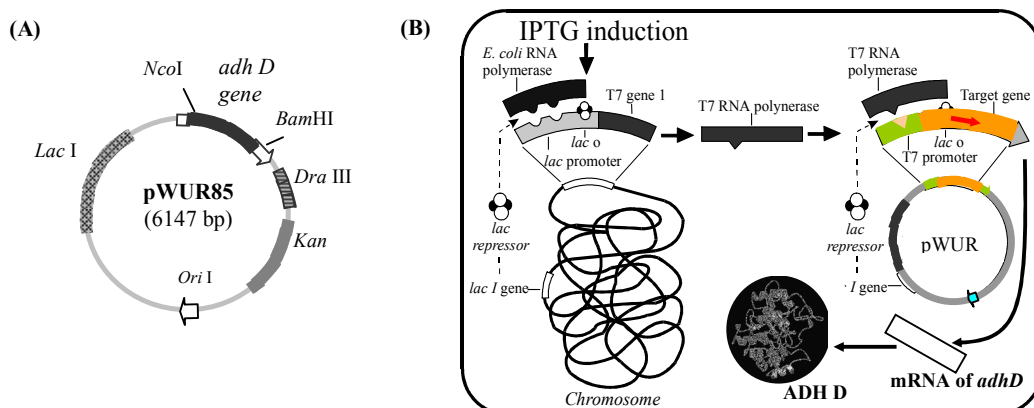 (A)
NcoI
adh D
gene
BamHI
Lac I
Dra III
pWUR85
(6147 bp)
Kan
Ori I
(B)
IPTG induction
E. coli RNA
polymerase
T7 gene 1
lac o
lac promoter
T7 RNA polynerase
T7 RNA
polymerase
Target gene
lac o
T7 promoter
lac
repressor
lac
repressor
pWUR
lac I gene
I gene
ADH D
mRNA of adhD
Chromosome